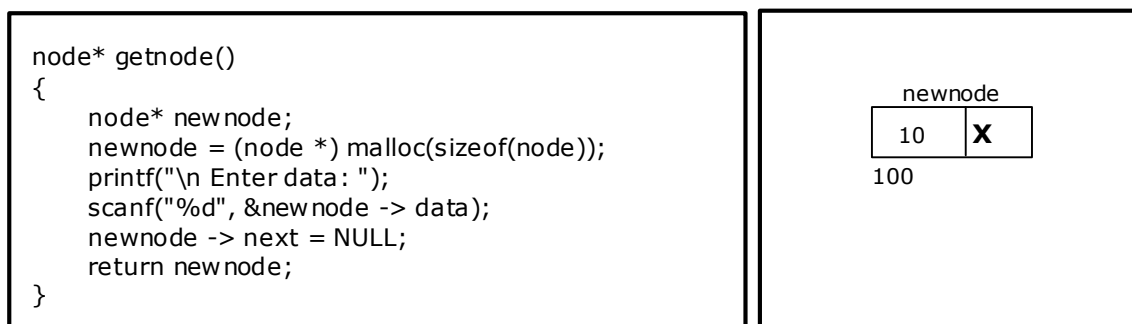 node* getnode()
{
node* newnode;
newnode = (node *) malloc(sizeof(node));
printf("\n Enter data: ");
scanf("%d", &newnode -> data);
newnode -> next = NULL;
return newnode;
}
newnode
10 X
100